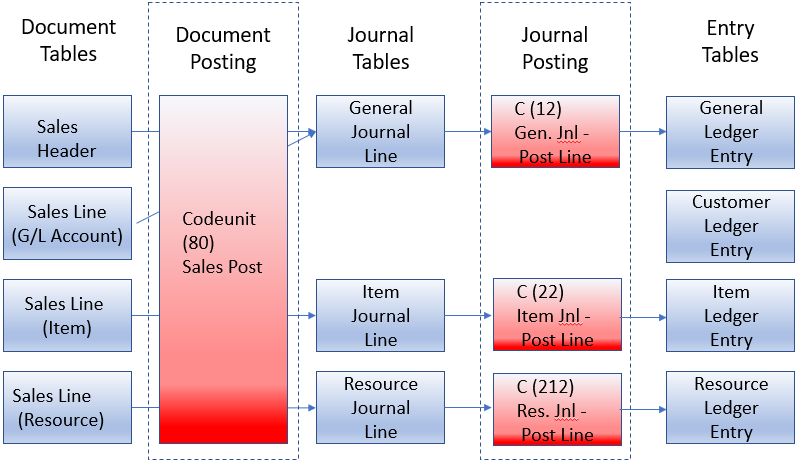 Document
Tables
Document
Posting
Journal
Tables
Journal
Posting
Entry
Tables
Sales
Header
Sales Line
(G/L Account)
Sales Line
(Item)
Sales Line
(Resource)
Codeunit
(80)
Sales Post
General
Journal
Line
Item
Journal
Line
Resource
Journal
Line
C (12)
Gen. Jnl -
Post Line
C (22)
Item Jnl -
Post Line
C (212)
Res. Jnl -
Post Line
General
Ledger
Entry
Customer
Ledger
Entry
Item
Ledger
Entry
Resource
Ledger
Entry